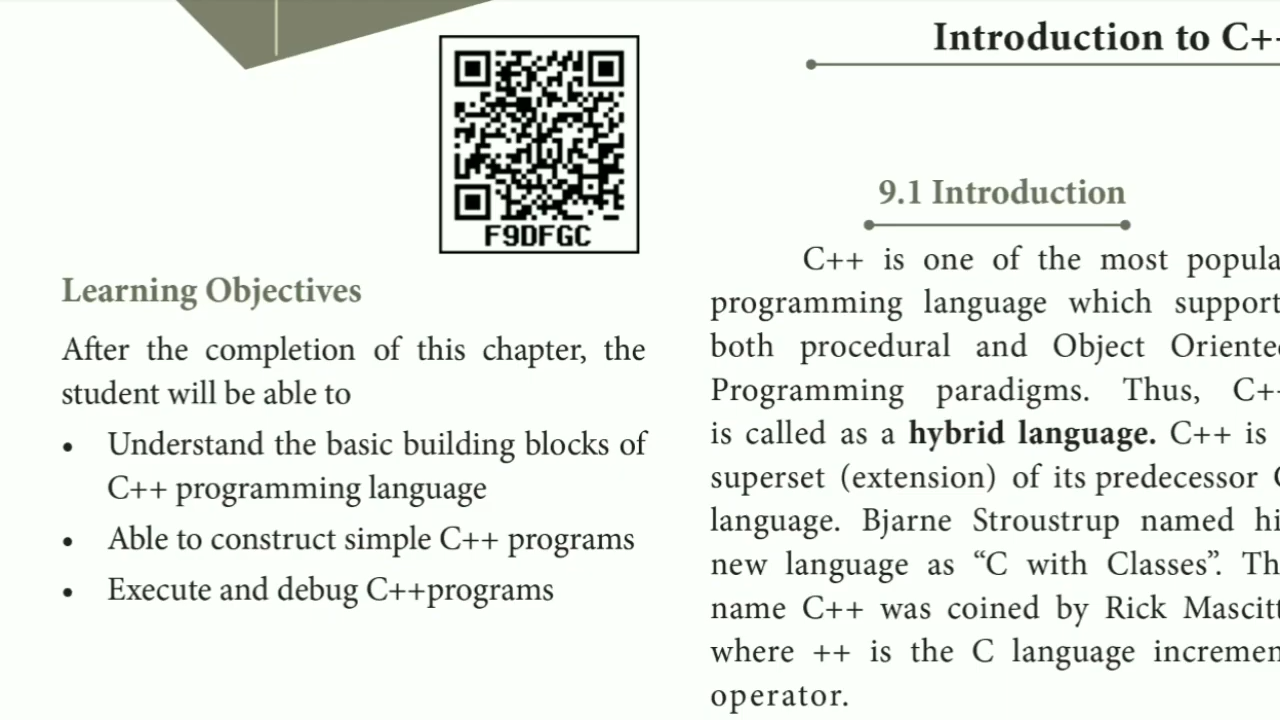 F9DFGC
Learning Objectives
After the completion of this chapter, the
student will be able to
• Understand the basic building blocks of
C++ programming language
• Able to construct simple C++ programs
• Execute and debug C++programs
Introduction to C+
9.1 Introduction
C++ is one of the most popula
programming language which support
both procedural and Object Oriente
Programming paradigms. Thus, C+
is called as a hybrid language. C++ is
superset (extension) of its predecessor C
language. Bjarne Stroustrup named hi
new language as “C with Classes”. Th
name C++ was coined by Rick Mascitt
where ++ is the C language incremen
operator.